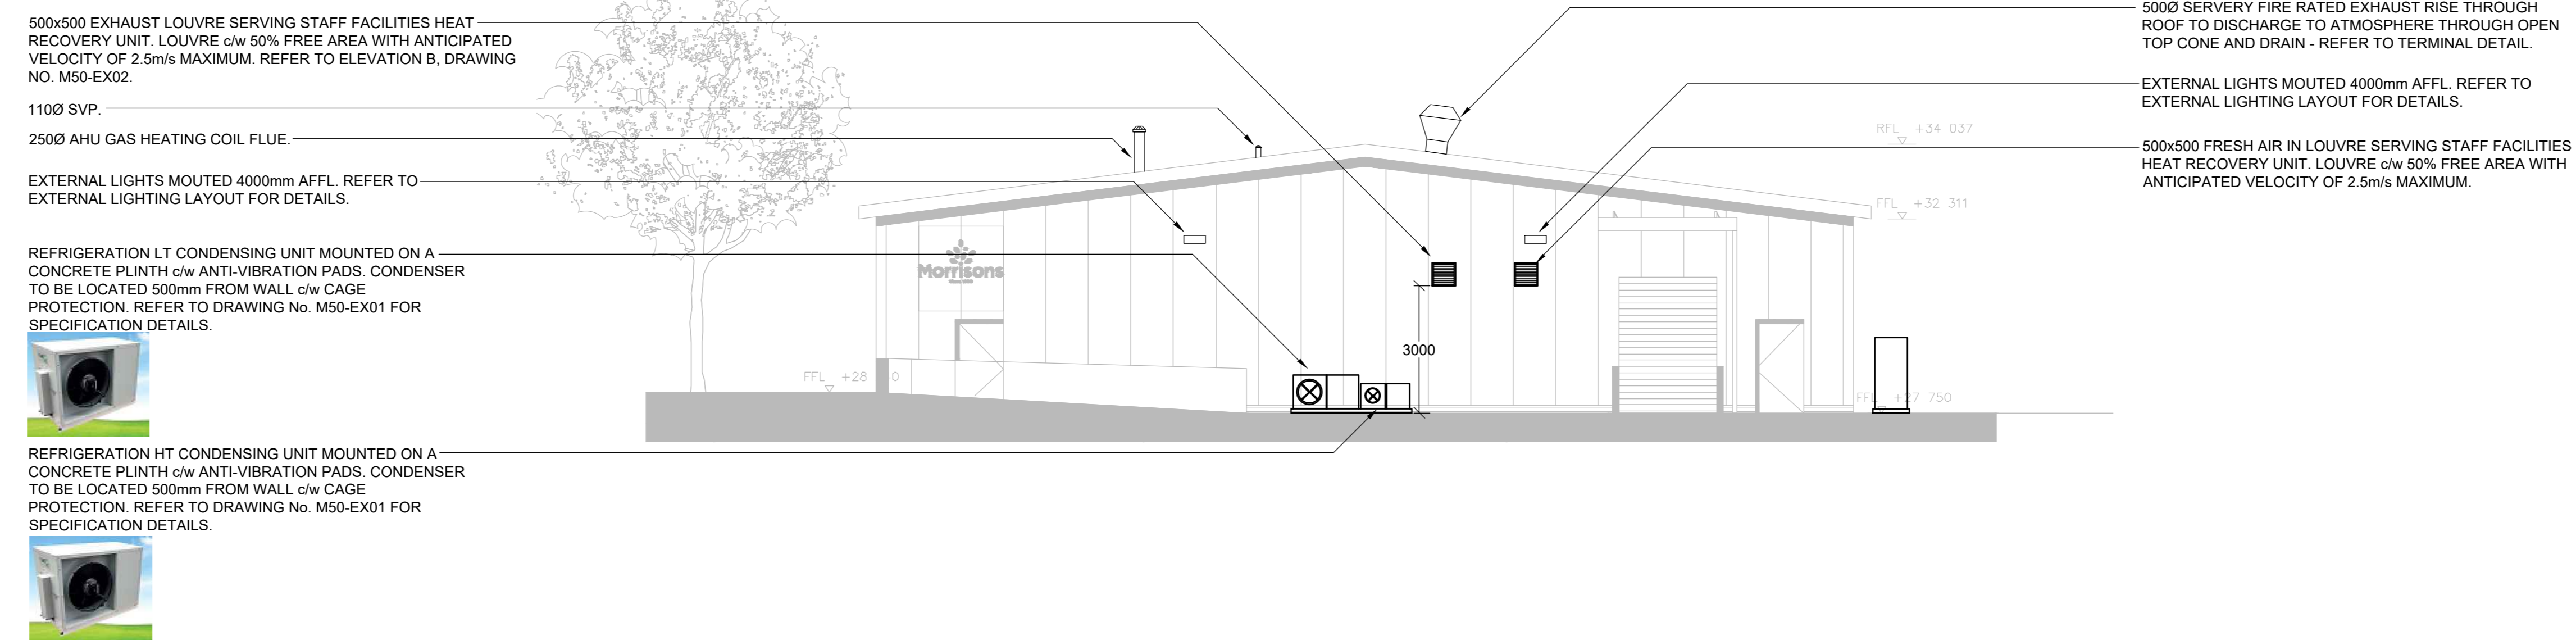 500x500 EXHAUST LOUVRE SERVING STAFF FACILITIES HEAT
RECOVERY UNIT. LOUVRE c/w 50% FREE AREA WITH ANTICIPATED
VELOCITY OF 2.5m/s MAXIMUM. REFER TO ELEVATION B, DRAWING
NO. M50-EX02.
110Ø SVP.
250Ø AHU GAS HEATING COIL FLUE.
EXTERNAL LIGHTS MOUTED 4000mm AFFL. REFER TO
EXTERNAL LIGHTING LAYOUT FOR DETAILS.
REFRIGERATION LT CONDENSING UNIT MOUNTED ON A
CONCRETE PLINTH c/w ANTI-VIBRATION PADS. CONDENSER
TO BE LOCATED 500mm FROM WALL c/w CAGE
PROTECTION. REFER TO DRAWING No. M50-EX01 FOR
SPECIFICATION DETAILS.
REFRIGERATION HT CONDENSING UNIT MOUNTED ON A
CONCRETE PLINTH c/w ANTI-VIBRATION PADS. CONDENSER
TO BE LOCATED 500mm FROM WALL c/w CAGE
PROTECTION. REFER TO DRAWING No. M50-EX01 FOR
SPECIFICATION DETAILS.
Morrisons
FFL +28
3000
RFL +34 037
FFL +32 311
FFL +27 750
500Ø SERVERY FIRE RATED EXHAUST RISE THROUGH
ROOF TO DISCHARGE TO ATMOSPHERE THROUGH OPEN
TOP CONE AND DRAIN - REFER TO TERMINAL DETAIL.
EXTERNAL LIGHTS MOUTED 4000mm AFFL. REFER TO
EXTERNAL LIGHTING LAYOUT FOR DETAILS.
500x500 FRESH AIR IN LOUVRE SERVING STAFF FACILITIES
HEAT RECOVERY UNIT. LOUVRE c/w 50% FREE AREA WITH
ANTICIPATED VELOCITY OF 2.5m/s MAXIMUM.